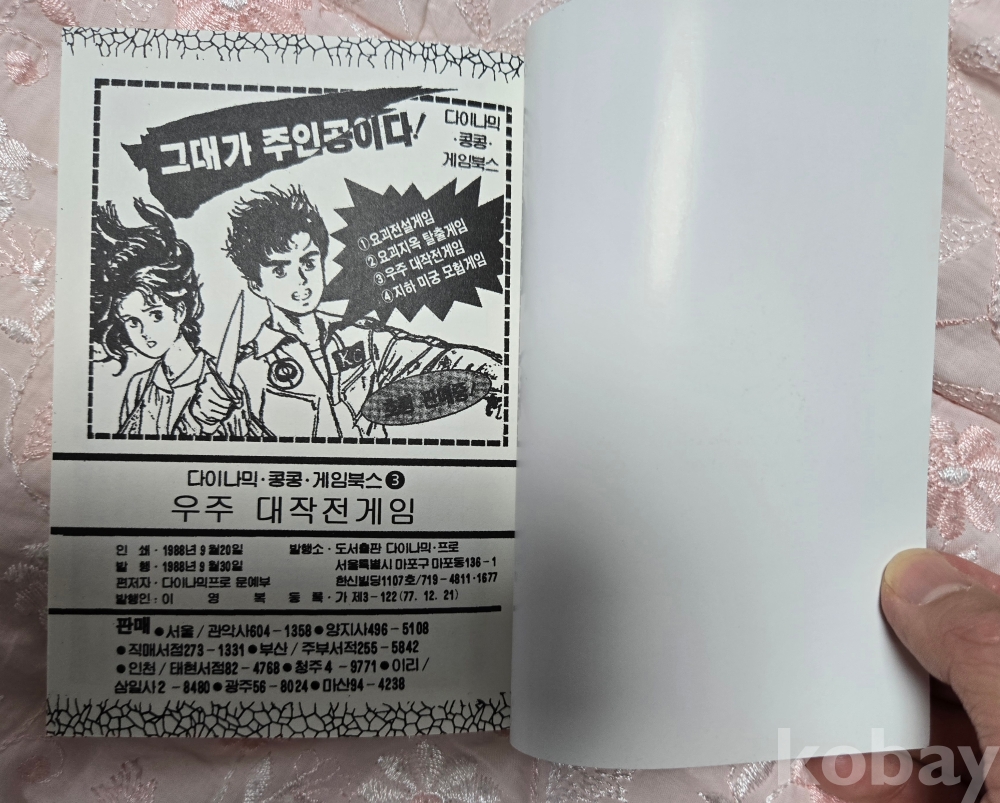 그대가 주인공이다!
다이나믹
·콩콩·
게임북스
①요괴전설게임
②요괴지옥 탈출게임
③우주 대작전게임
④지하 미궁 모험게임
K.C
판매중!
다이나믹·콩콩·게임북스❸
우주 대작전게임
인 쇄·1988년 9월20일
발 행·1988년 9월30일
편저자·다이나믹프로 문예부
발행인:이 영 복
발행소·도서출판 다이나믹·프로
서울특별시 마포구 마포동136-1
한신빌딩1107호/719-4811·1677
등 록·가 제3-122(77. 12. 21)
판매 ●서울/관악사604-1358●양지사496-5108
●직매서점273-1331●부산/주부서적255-5842
●인천/태현서점82-4768●청주4-9771●이리/
삼일사2-8480●광주56-8024●마산94-4238
kobay